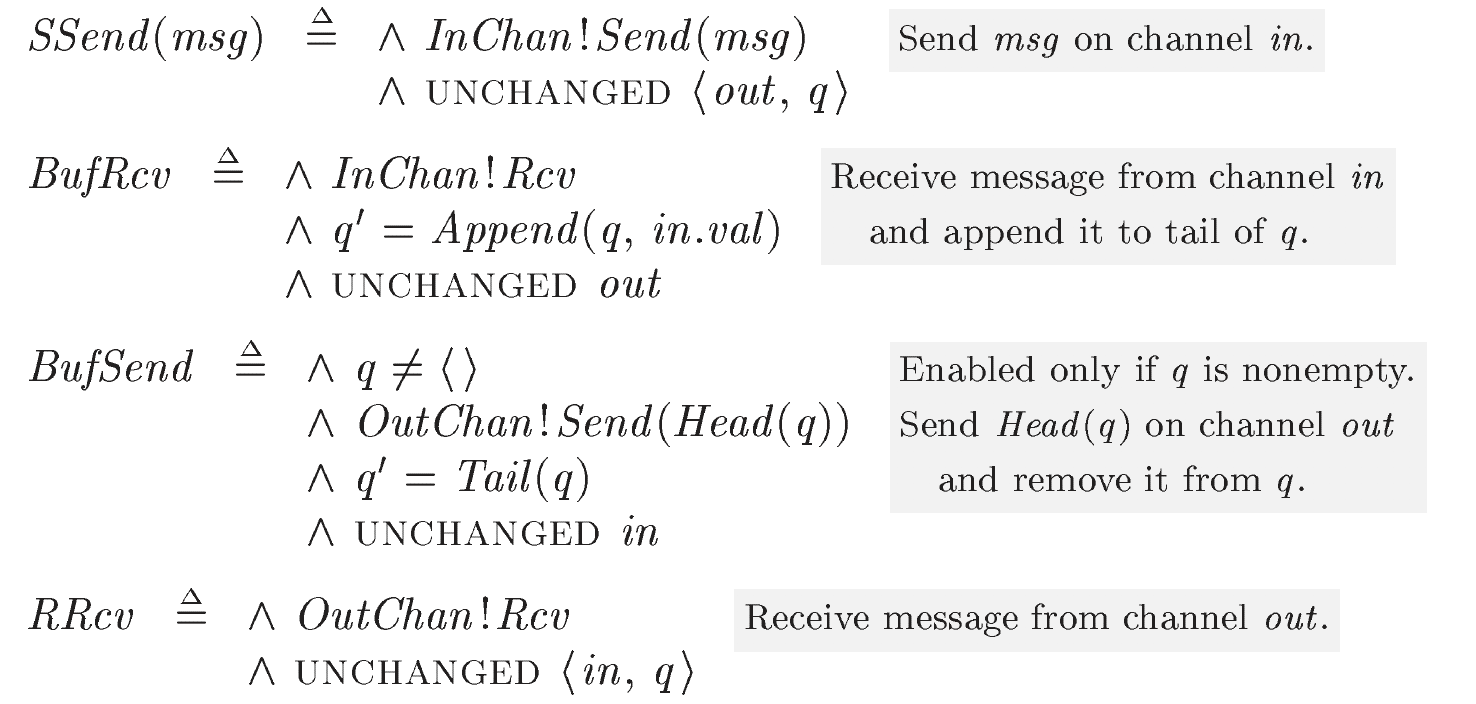 SSend(msg) ≜ ∧ InChan!Send(msg) Send msg on channel in.
∧ UNCHANGED ⟨out, q⟩
BufRcv ≜ ∧ InChan!Rcv Receive message from channel in
∧ q′ = Append(q, in.val) and append it to tail of q.
∧ UNCHANGED out
BufSend ≜ ∧ q ≠ ⟨ ⟩ Enabled only if q is nonempty.
∧ OutChan!Send(Head(q)) Send Head(q) on channel out
∧ q′ = Tail(q) and remove it from q.
∧ UNCHANGED in
RRcv ≜ ∧ OutChan!Rcv Receive message from channel out.
∧ UNCHANGED ⟨in, q⟩